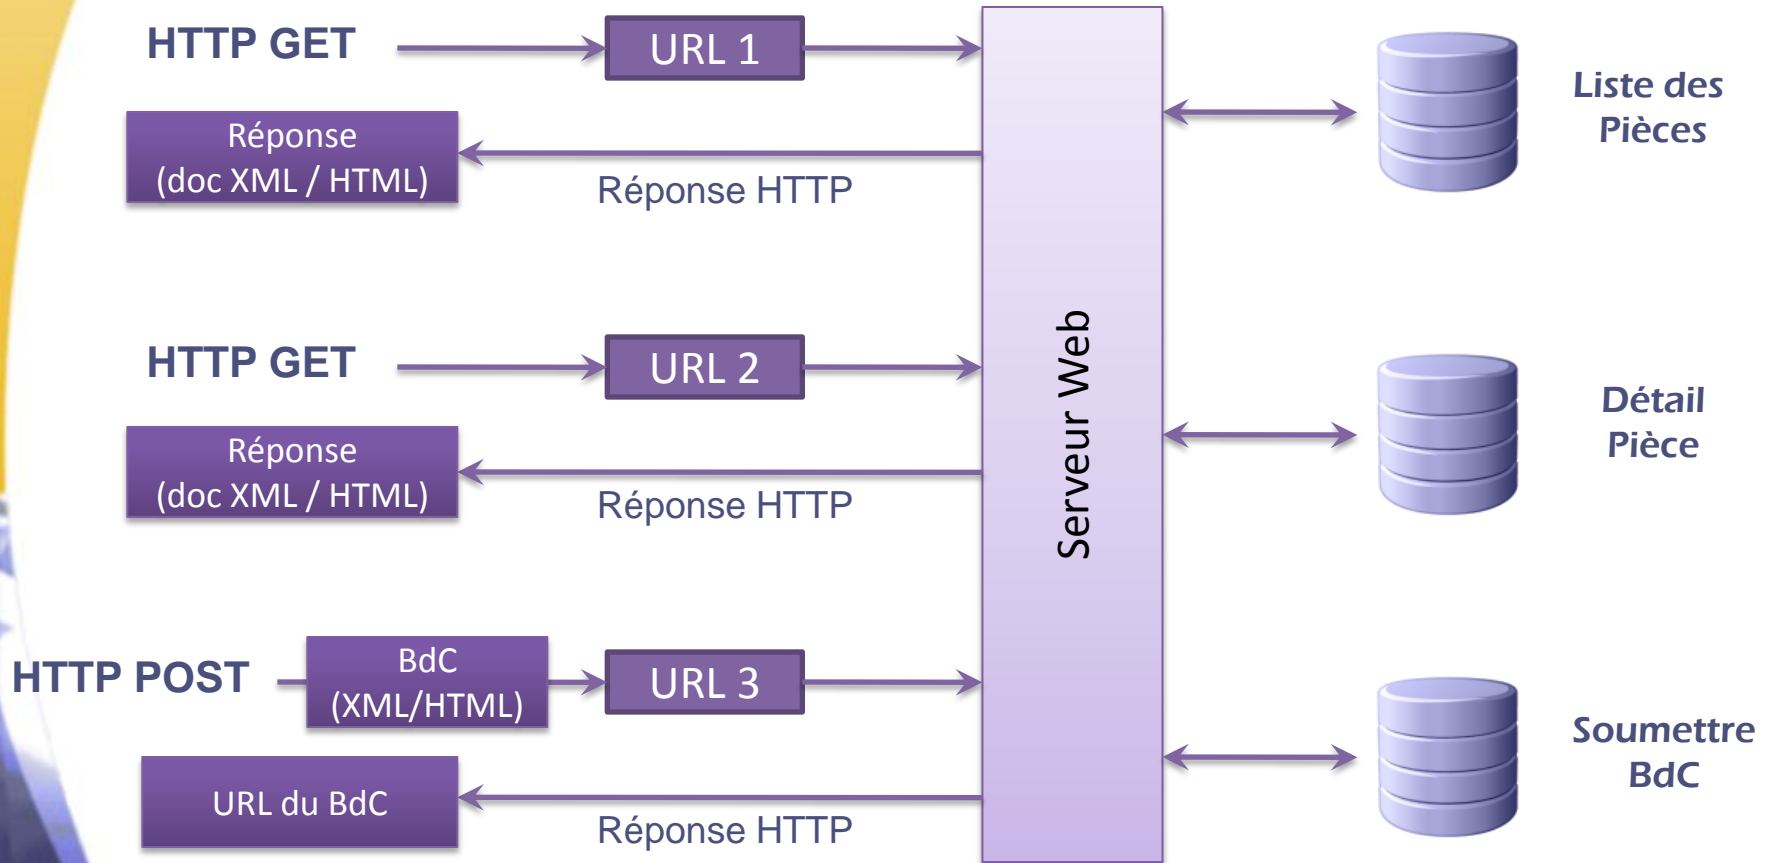 HTTP GET
URL 1
Réponse
(doc XML / HTML)
Réponse HTTP
Liste des
Pièces
HTTP GET
URL 2
Réponse
(doc XML / HTML)
Réponse HTTP
Serveur Web
Détail
Pièce
HTTP POST
BdC
(XML/HTML)
URL 3
URL du BdC
Réponse HTTP
Soumettre
BdC